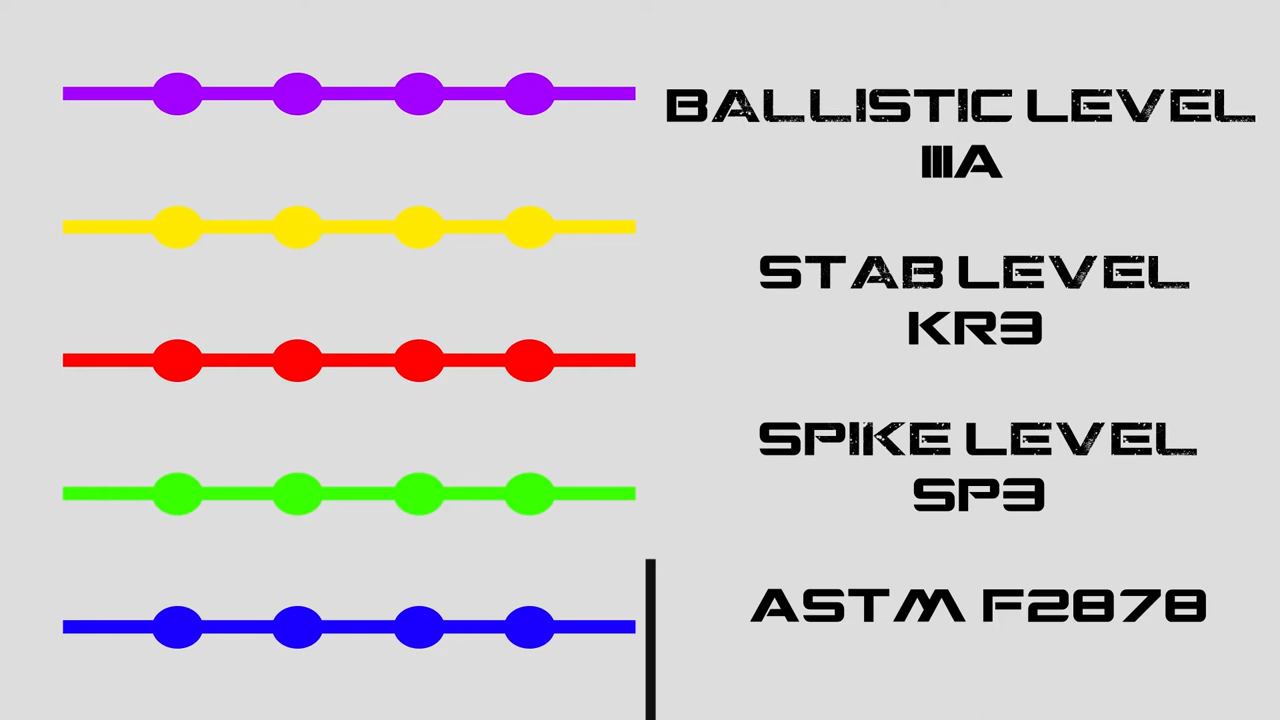 BALLISTIC LEVEL
IIIA
STAB LEVEL
KR3
SPIKE LEVEL
SP3
ASTM F2878